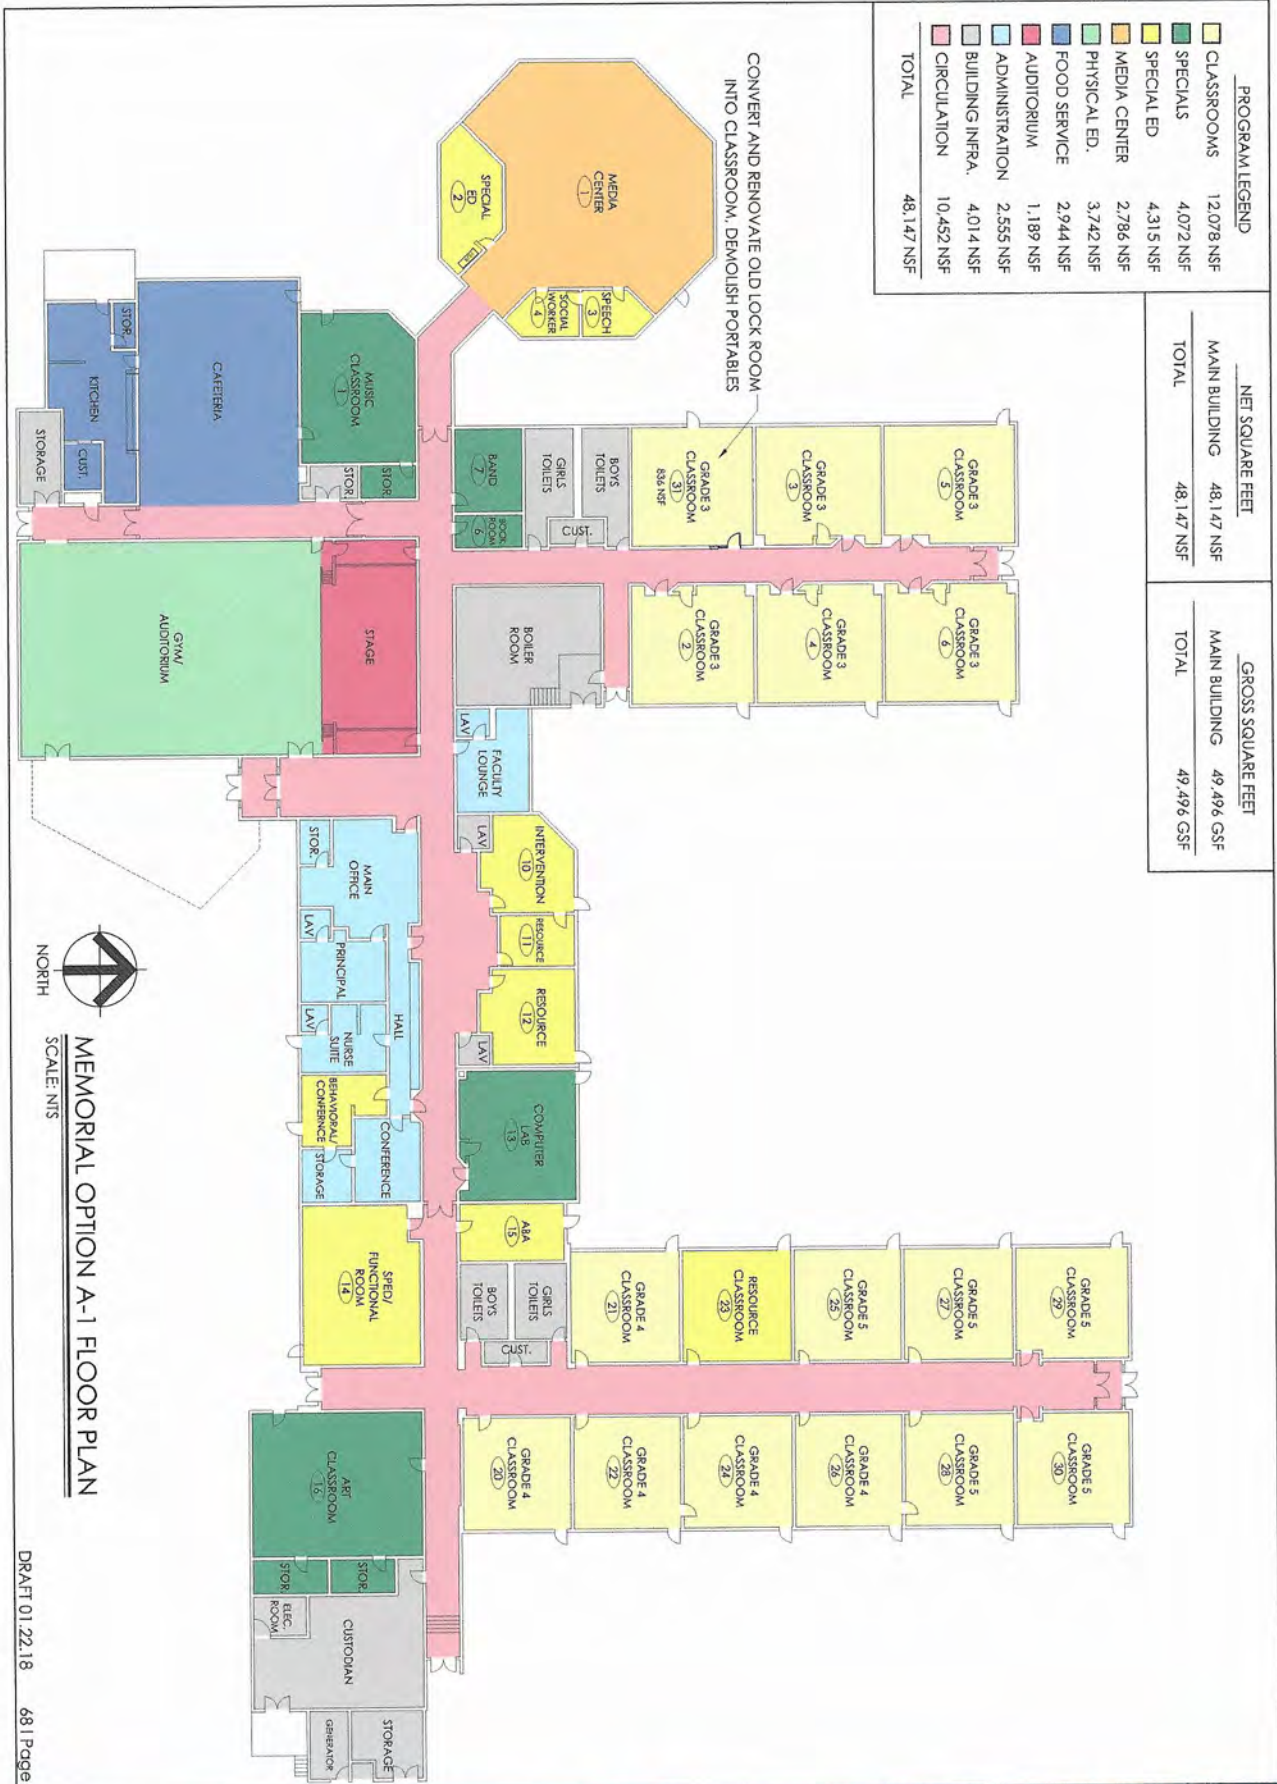 PROGRAM LEGEND
CLASSROOMS 12,078 NSF
SPECIALS 4,072 NSF
SPECIAL ED 4,315 NSF
MEDIA CENTER 2,786 NSF
PHYSICAL ED. 3,742 NSF
FOOD SERVICE 2,944 NSF
AUDITORIUM 1,189 NSF
ADMINISTRATION 2,555 NSF
BUILDING INFRA. 4,014 NSF
CIRCULATION 10,452 NSF
TOTAL 48,147 NSF
NET SQUARE FEET
MAIN BUILDING 48,147 NSF
TOTAL 48,147 NSF
GROSS SQUARE FEET
MAIN BUILDING 49,496 GSF
TOTAL 49,496 GSF
CONVERT AND RENOVATE OLD LOCK ROOM
INTO CLASSROOM, DEMOLISH PORTABLES
MEDIA
CENTER
1
SPECIAL
ED
2
SPEECH
3
SOCIAL
WORKER
4
GRADE 3
CLASSROOM
5
GRADE 3
CLASSROOM
3
GRADE 3
CLASSROOM
31
836 NSF
BOYS
TOILETS
GIRLS
TOILETS
CUST.
BAND
7
BOOK
ROOM
6
GRADE 3
CLASSROOM
6
GRADE 3
CLASSROOM
4
GRADE 3
CLASSROOM
2
BOILER
ROOM
MUSIC
CLASSROOM
1
STOR.
STOR.
CAFETERIA
STOR.
KITCHEN
CUST.
STORAGE
STAGE
GYM/
AUDITORIUM
LAV
FACULTY
LOUNGE
LAV
INTERVENTION
10
RESOURCE
11
RESOURCE
12
LAV
COMPUTER
LAB
13
STOR.
MAIN
OFFICE
LAV
PRINCIPAL
HALL
LAV
NURSE
SUITE
BEHAVIORAL/
CONFERNCE
CONFERENCE
STORAGE
ABA
15
SPED/
FUNCTIONAL
ROOM
14
BOYS
TOILETS
GIRLS
TOILETS
CUST.
GRADE 4
CLASSROOM
21
RESOURCE
CLASSROOM
23
GRADE 5
CLASSROOM
25
GRADE 5
CLASSROOM
27
GRADE 5
CLASSROOM
29
GRADE 4
CLASSROOM
20
GRADE 4
CLASSROOM
22
GRADE 4
CLASSROOM
24
GRADE 4
CLASSROOM
26
GRADE 5
CLASSROOM
28
GRADE 5
CLASSROOM
30
ART
CLASSROOM
16
STOR.
STOR.
ELEC.
ROOM
CUSTODIAN
STORAGE
GENERATOR
NORTH
MEMORIAL OPTION A-1 FLOOR PLAN
SCALE: NTS
DRAFT 01.22.18 68 | Page